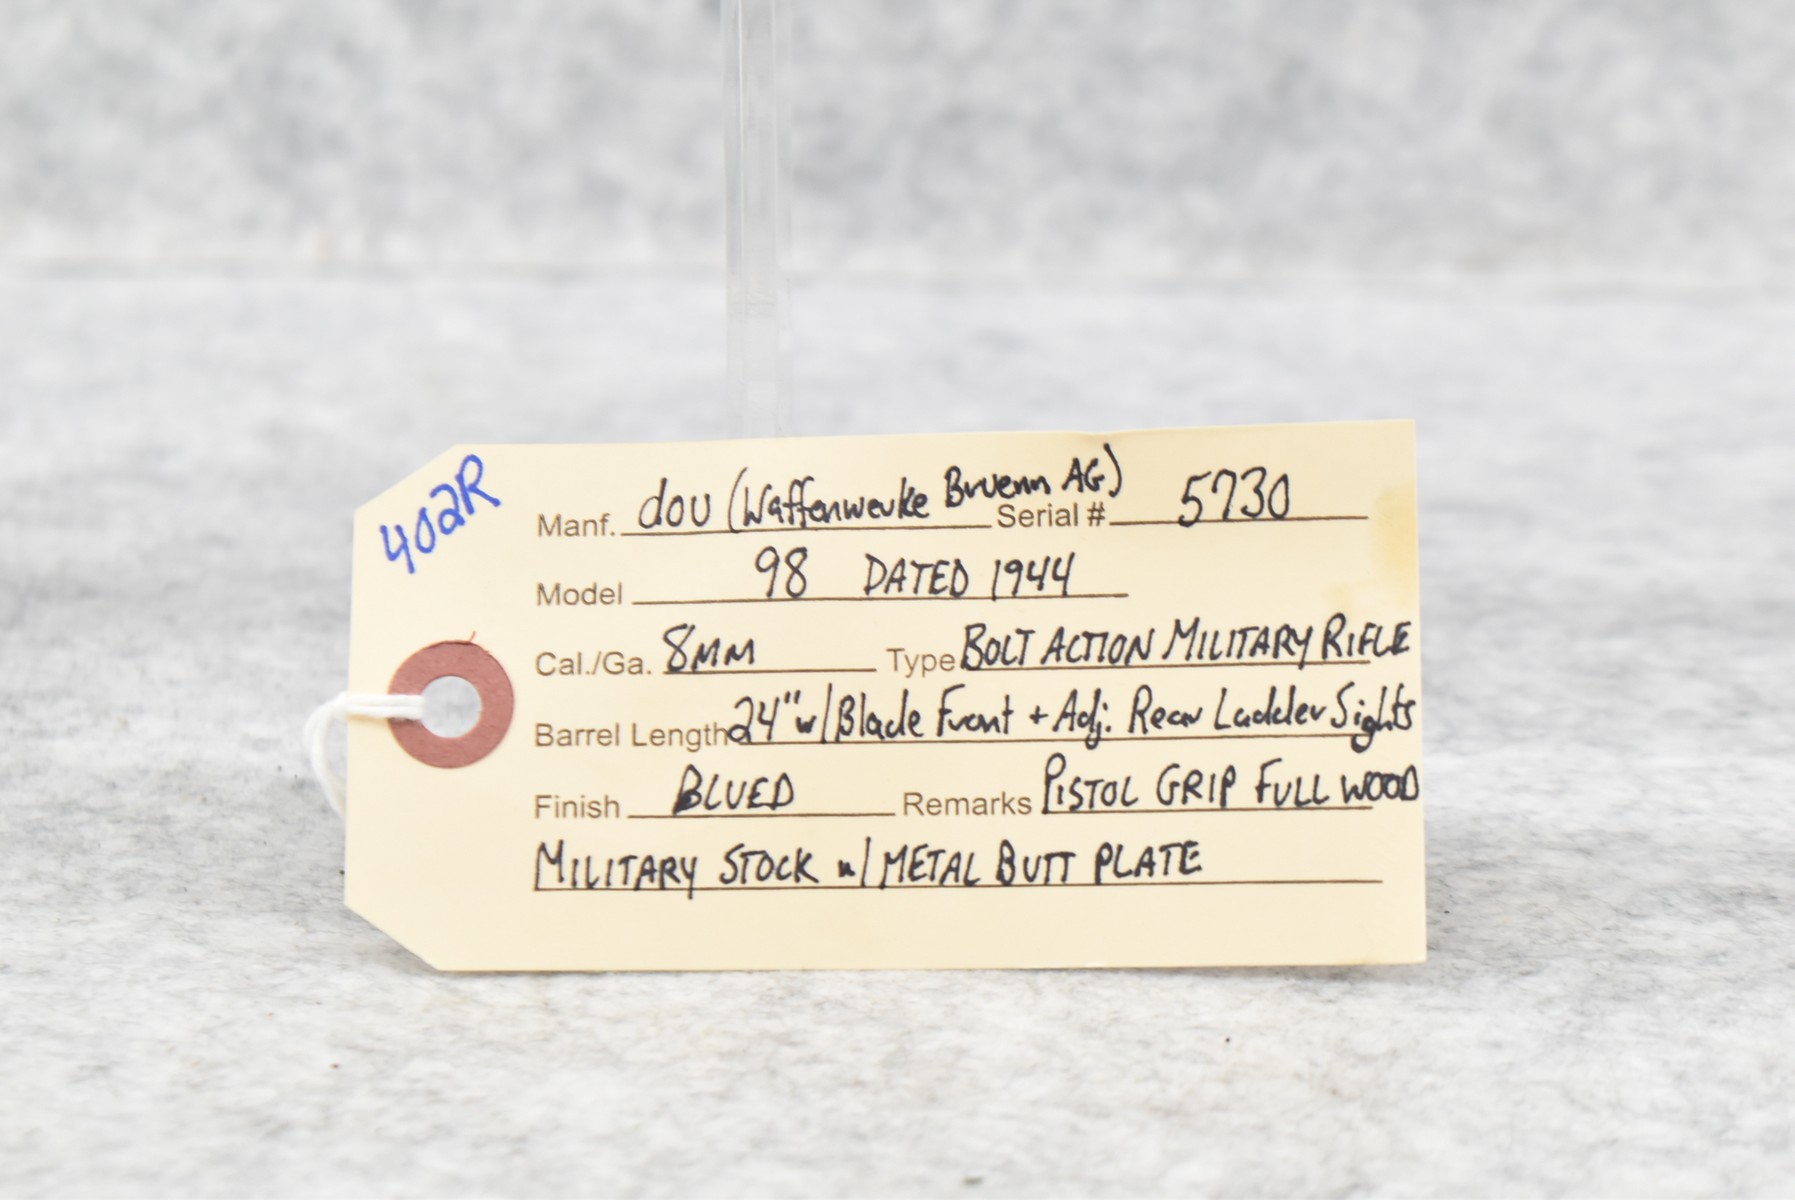 402R
Manf. dou (Waffenwerke Bruenn AG) Serial # 5730
Model 98 DATED 1944
Cal./Ga. 8MM Type BOLT ACTION MILITARY RIFLE
Barrel Length 24" w/ Blade Front + Adj. Rear Ladder Sights
Finish BLUED Remarks PISTOL GRIP FULL WOOD
MILITARY STOCK w/ METAL BUTT PLATE